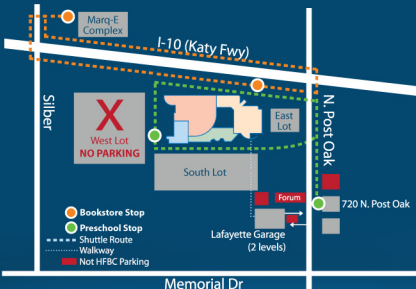 Marq-E
Complex
I-10 (Katy Fwy)
Silber
N. Post Oak
X
West Lot
NO PARKING
East
Lot
South Lot
Forum
720 N. Post Oak
Lafayette Garage
(2 levels)
Bookstore Stop
Preschool Stop
Shuttle Route
Walkway
Not HFBC Parking
Memorial Dr